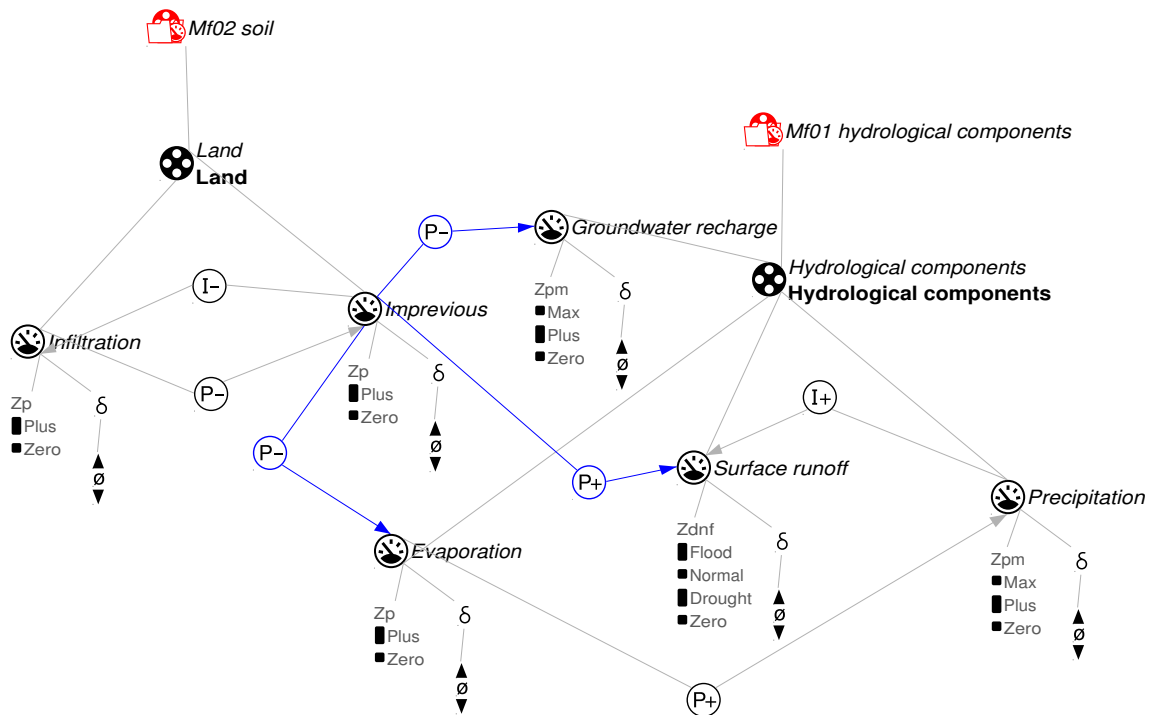 Mf02 soil
Mf01 hydrological components
Land
Land
P-
Groundwater recharge
Hydrological components
Hydrological components
I-
Imprevious
Infiltration
Zpm
Max
Plus
Zero
δ
ø
Zp
Plus
Zero
δ
ø
P-
Zp
Plus
Zero
δ
ø
I+
P-
P+
Surface runoff
Precipitation
Evaporation
Zdnf
Flood
Normal
Drought
Zero
δ
ø
Zpm
Max
Plus
Zero
δ
ø
Zp
Plus
Zero
δ
ø
P+